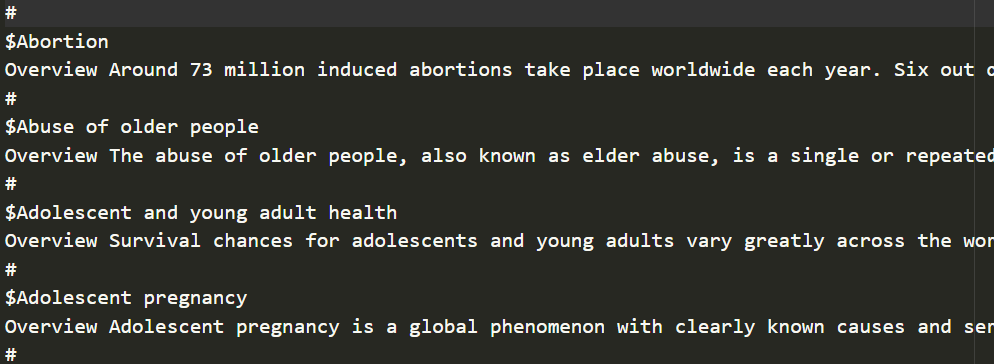 #
$Abortion
Overview Around 73 million induced abortions take place worldwide each year. Six out
#
$Abuse of older people
Overview The abuse of older people, also known as elder abuse, is a single or repeated
#
$Adolescent and young adult health
Overview Survival chances for adolescents and young adults vary greatly across the
#
$Adolescent pregnancy
Overview Adolescent pregnancy is a global phenomenon with clearly known causes and
#